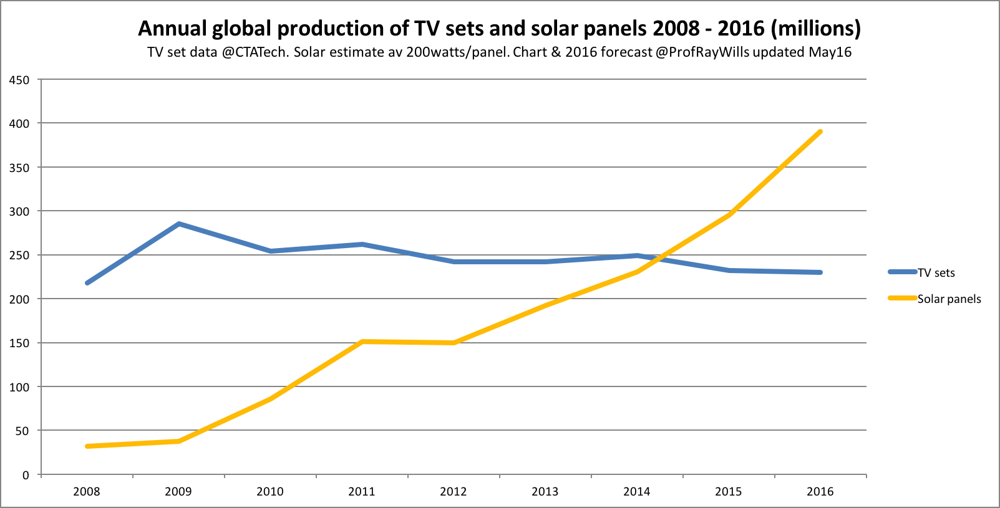 Annual global production of TV sets and solar panels 2008 - 2016 (millions)
TV set data @CTATech. Solar estimate av 200watts/panel. Chart & 2016 forecast @ProfRayWills updated May16
450
400
350
300
250
200
150
100
50
0
2008 2009 2010 2011 2012 2013 2014 2015 2016
TV sets
Solar panels